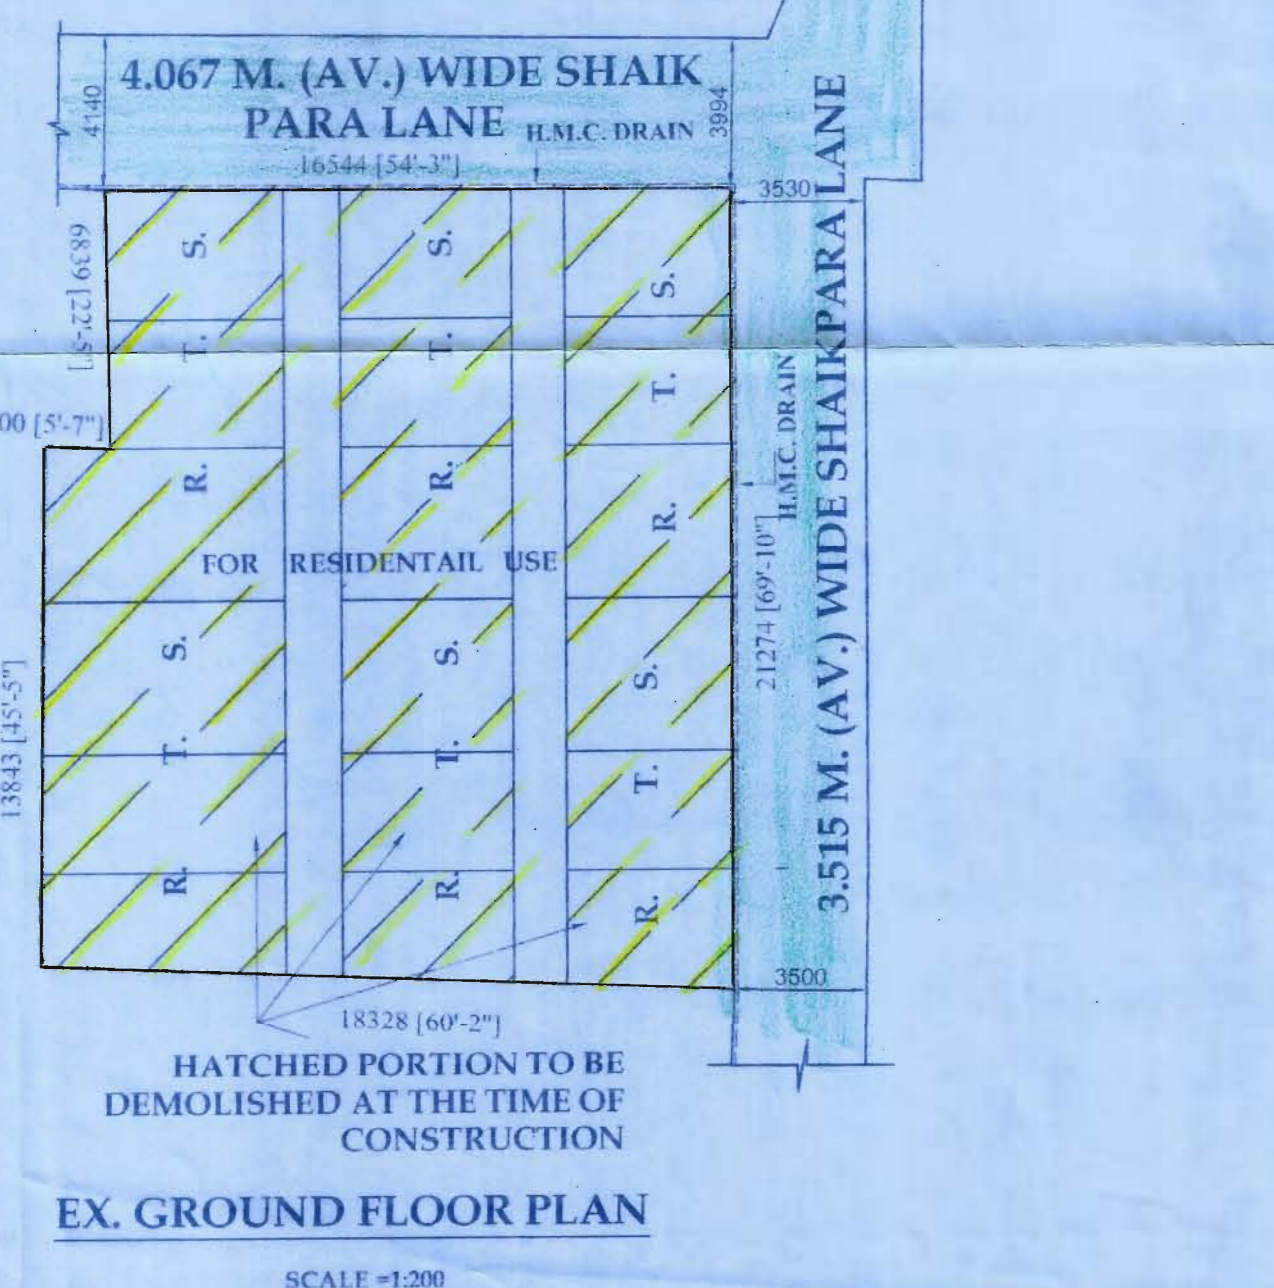 4.067 M. (AV.) WIDE SHAIK
PARA LANE
H.M.C. DRAIN
4140
3994
16544 [54'-3"]
3530
6839 [22'-5"]
00 [5'-7"]
S.
T.
R.
S.
T.
R.
S.
T.
R.
FOR RESIDENTAIL USE
S.
T.
R.
S.
T.
R.
S.
T.
R.
13843 [45'-5"]
H.M.C. DRAIN
21274 [69'-10"]
3.515 M. (AV.) WIDE SHAIKPARA LANE
3500
18328 [60'-2"]
HATCHED PORTION TO BE
DEMOLISHED AT THE TIME OF
CONSTRUCTION
EX. GROUND FLOOR PLAN
SCALE =1:200